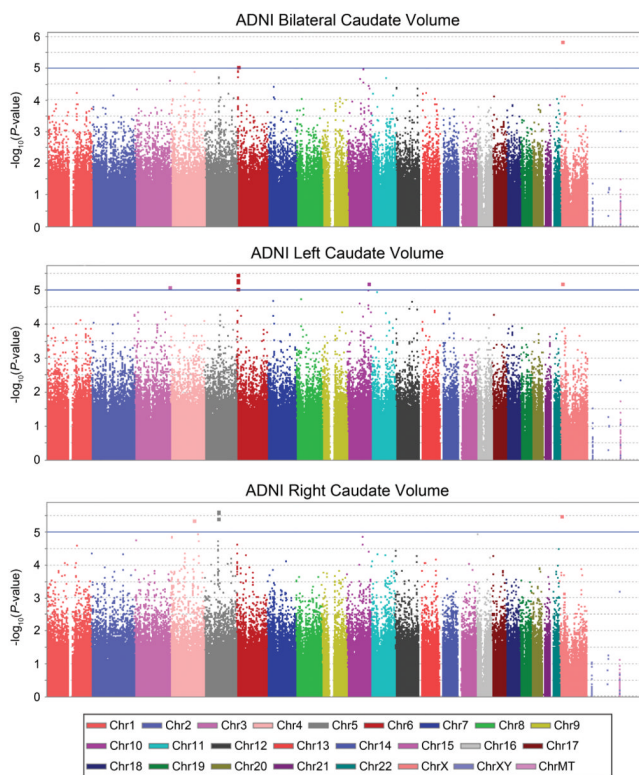 ADNI Bilateral Caudate Volume
6
5
4
3
2
1
0
-log10(P-value)
ADNI Left Caudate Volume
5
4
3
2
1
0
-log10(P-value)
ADNI Right Caudate Volume
5
4
3
2
1
0
-log10(P-value)
Chr1 Chr2 Chr3 Chr4 Chr5 Chr6 Chr7 Chr8 Chr9
Chr10 Chr11 Chr12 Chr13 Chr14 Chr15 Chr16 Chr17
Chr18 Chr19 Chr20 Chr21 Chr22 ChrX ChrXY ChrMT